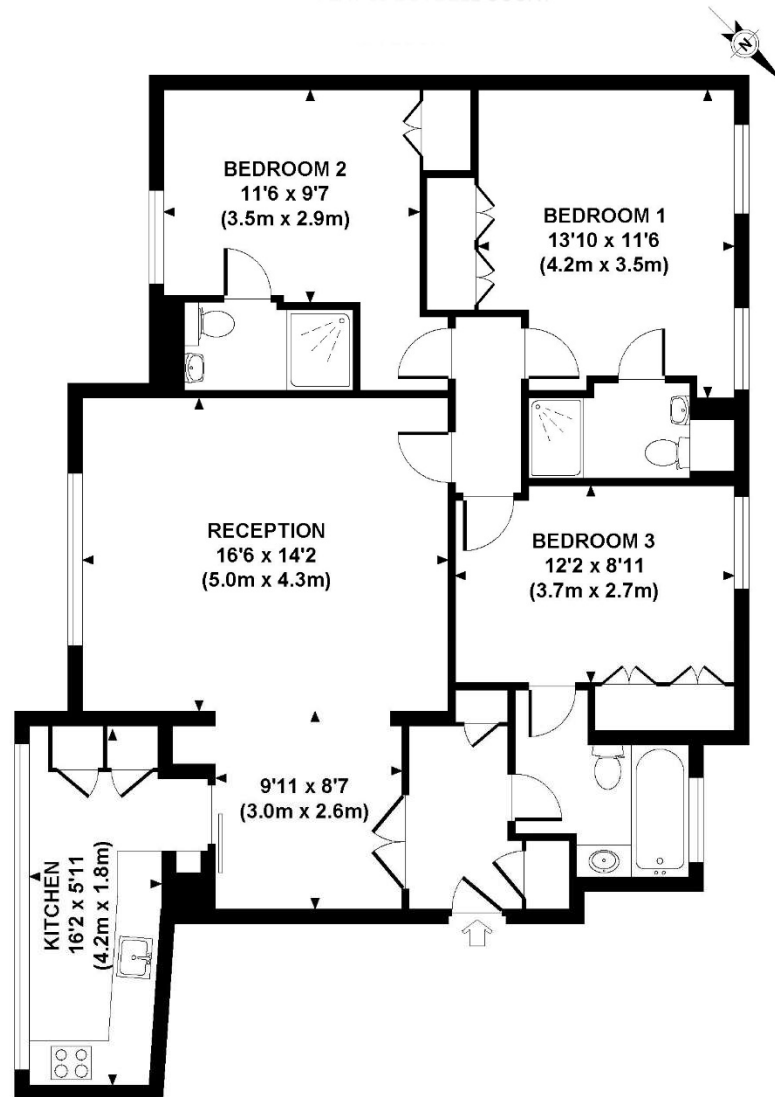 N
BEDROOM 2
11'6 x 9'7
(3.5m x 2.9m)
BEDROOM 1
13'10 x 11'6
(4.2m x 3.5m)
RECEPTION
16'6 x 14'2
(5.0m x 4.3m)
BEDROOM 3
12'2 x 8'11
(3.7m x 2.7m)
9'11 x 8'7
(3.0m x 2.6m)
KITCHEN
16'2 x 5'11
(4.2m x 1.8m)